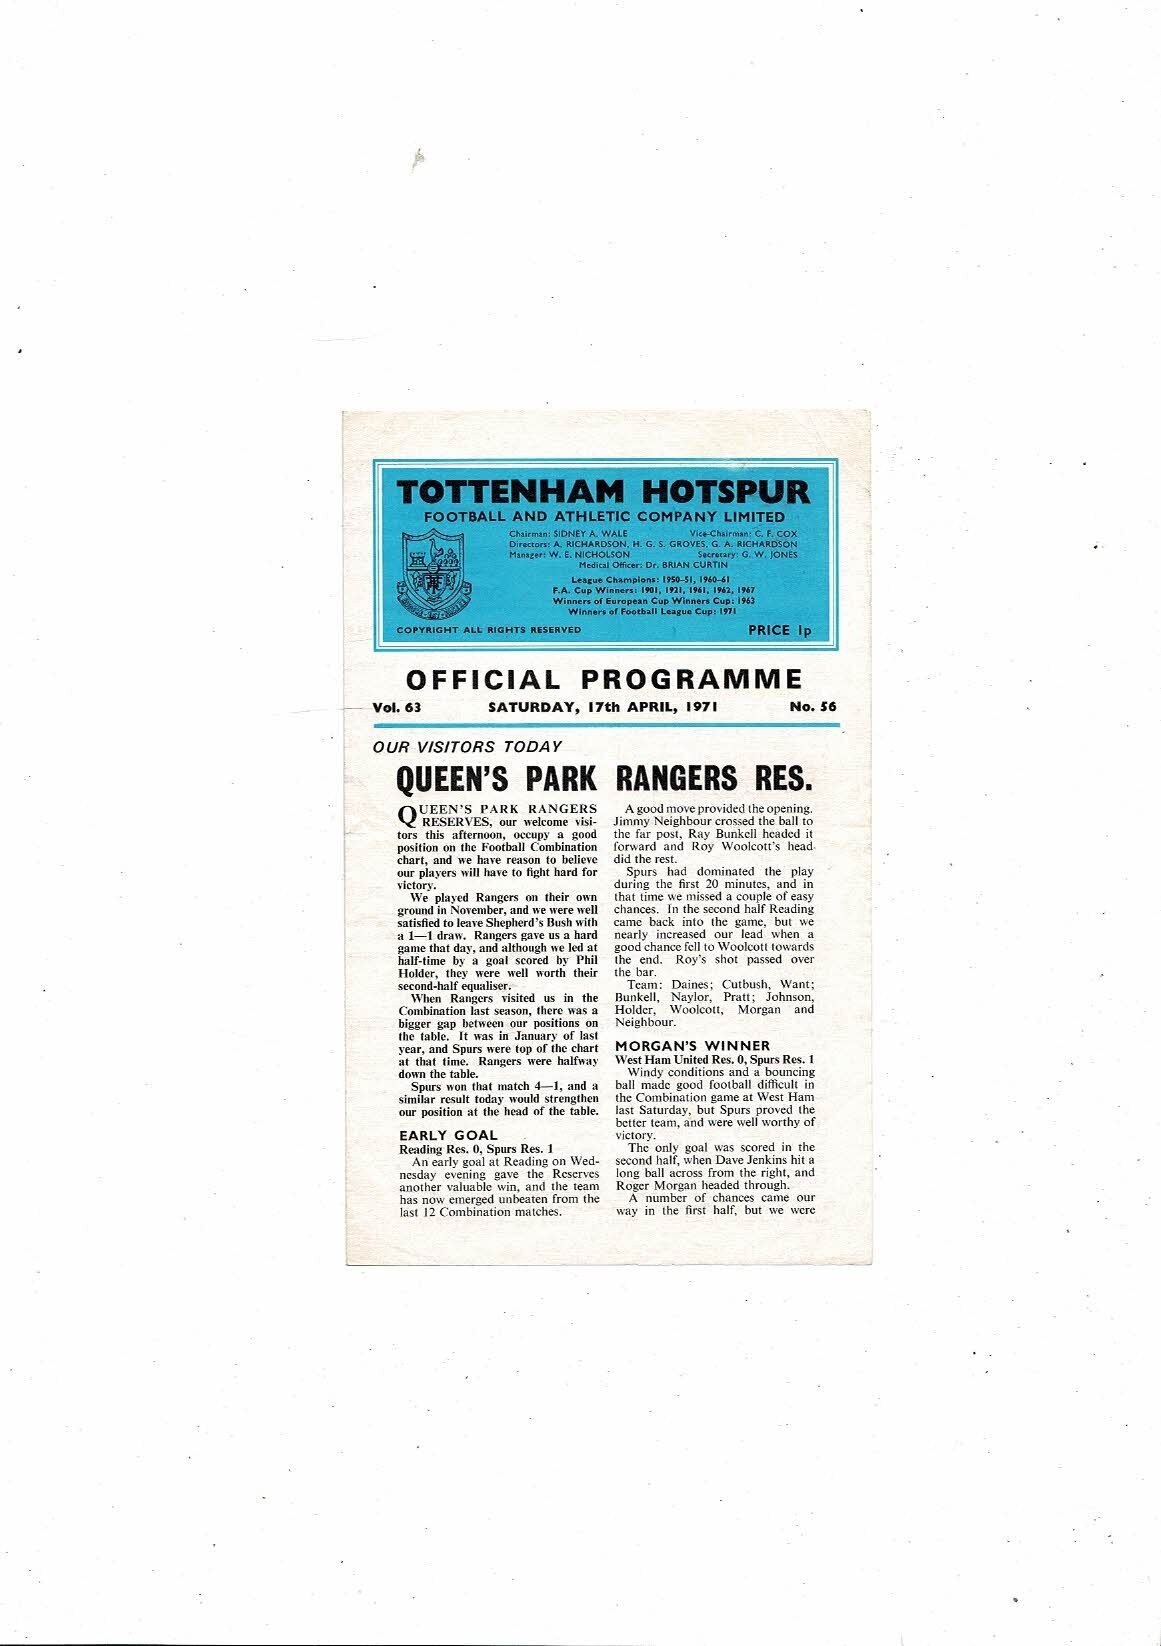 TOTTENHAM HOTSPUR
FOOTBALL AND ATHLETIC COMPANY LIMITED
Chairman: SIDNEY A. WALE Vice-Chairman: C. F. COX
Directors: A. RICHARDSON, H. G. S. GROVES, G. A. RICHARDSON
Manager: W. E. NICHOLSON Secretary: G. W. JONES
Medical Officer: Dr. BRIAN CURTIN
League Champions: 1950-51, 1960-61
F.A. Cup Winners: 1901, 1921, 1961, 1962, 1967
Winners of European Cup Winners Cup: 1963
Winners of Football League Cup: 1971
COPYRIGHT ALL RIGHTS RESERVED PRICE 1p
OFFICIAL PROGRAMME
Vol. 63 SATURDAY, 17th APRIL, 1971 No. 56
OUR VISITORS TODAY
QUEEN'S PARK RANGERS RES.
QUEEN'S PARK RANGERS
RESERVES, our welcome visi-
tors this afternoon, occupy a good
position on the Football Combination
chart, and we have reason to believe
our players will have to fight hard for
victory.
We played Rangers on their own
ground in November, and we were well
satisfied to leave Shepherd's Bush with
a 1—1 draw. Rangers gave us a hard
game that day, and although we led at
half-time by a goal scored by Phil
Holder, they were well worth their
second-half equaliser.
When Rangers visited us in the
Combination last season, there was a
bigger gap between our positions on
the table. It was in January of last
year, and Spurs were top of the chart
at that time. Rangers were halfway
down the table.
Spurs won that match 4—1, and a
similar result today would strengthen
our position at the head of the table.
EARLY GOAL
Reading Res. 0, Spurs Res. 1
An early goal at Reading on Wed-
nesday evening gave the Reserves
another valuable win, and the team
has now emerged unbeaten from the
last 12 Combination matches.
A good move provided the opening.
Jimmy Neighbour crossed the ball to
the far post, Ray Bunkell headed it
forward and Roy Woolcott's head
did the rest.
Spurs had dominated the play
during the first 20 minutes, and in
that time we missed a couple of easy
chances. In the second half Reading
came back into the game, but we
nearly increased our lead when a
good chance fell to Woolcott towards
the end. Roy's shot passed over
the bar.
Team: Daines; Cutbush, Want;
Bunkell, Naylor, Pratt; Johnson,
Holder, Woolcott, Morgan and
Neighbour.
MORGAN'S WINNER
West Ham United Res. 0, Spurs Res. 1
Windy conditions and a bouncing
ball made good football difficult in
the Combination game at West Ham
last Saturday, but Spurs proved the
better team, and were well worthy of
victory.
The only goal was scored in the
second half, when Dave Jenkins hit a
long ball across from the right, and
Roger Morgan headed through.
A number of chances came our
way in the first half, but we were